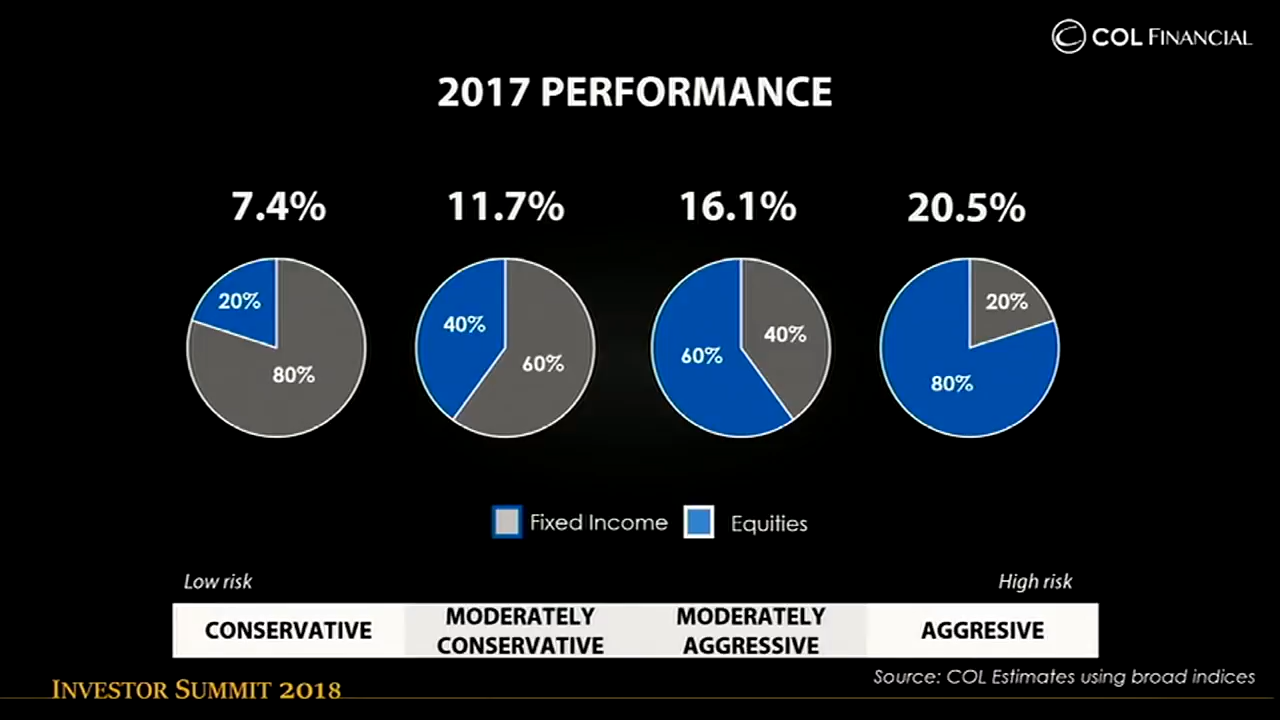 COL FINANCIAL
2017 PERFORMANCE
7.4% 11.7% 16.1% 20.5%
20% 80%
40% 60%
60% 40%
20% 80%
Fixed Income Equities
Low risk High risk
CONSERVATIVE
MODERATELY
CONSERVATIVE
MODERATELY
AGGRESSIVE
AGGRESIVE
Source: COL Estimates using broad indices
INVESTOR SUMMIT 2018